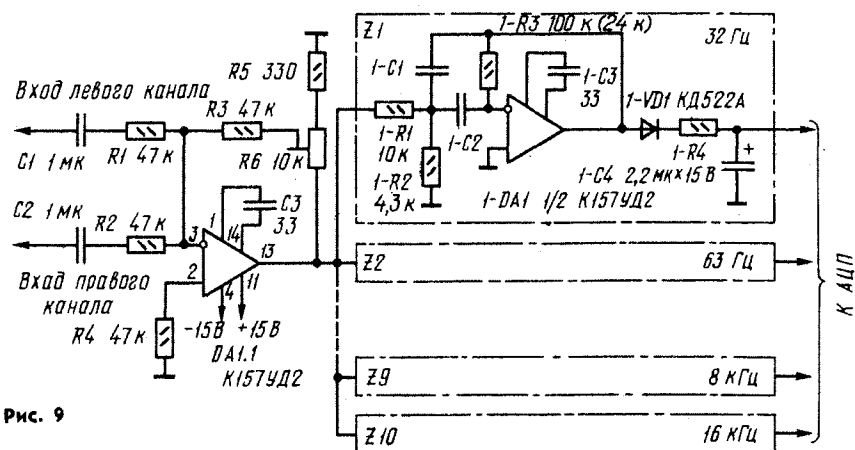 Z1
1-R3 100 к (24 к)
32 Гц
R5 330
1-C1
1-C3
33
Вход левого канала
R3 47 к
1-VD1 КД522А
C1 1 мк
R1 47 к
R6 10 к
1-R1
10 к
1-C2
1-R4
1-R2
4,3 к
1-C4 2,2 мк×15 В
1-DA1 1/2 К157УД2
C2 1 мк
R2 47 к
C3
33
1
14
3
13
2
4
11
Вход правого
канала
R4 47 к
-15В +15В
DA1.1
К157УД2
Z2
63 Гц
К АЦП
Z9
8 кГц
Z10
16 кГц
+
Рис. 9